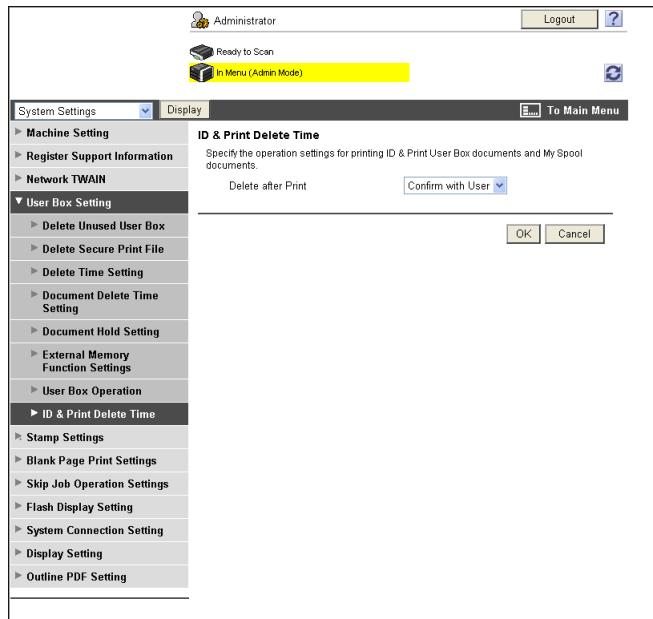 Administrator
Logout
?
Ready to Scan
In Menu (Admin Mode)
System Settings
Display
To Main Menu
Machine Setting
Register Support Information
Network TWAIN
User Box Setting
Delete Unused User Box
Delete Secure Print File
Delete Time Setting
Document Delete Time
Setting
Document Hold Setting
External Memory
Function Settings
User Box Operation
ID & Print Delete Time
Stamp Settings
Blank Page Print Settings
Skip Job Operation Settings
Flash Display Setting
System Connection Setting
Display Setting
Outline PDF Setting
ID & Print Delete Time
Specify the operation settings for printing ID & Print User Box documents and My Spool
documents.
Delete after Print
Confirm with User
OK
Cancel